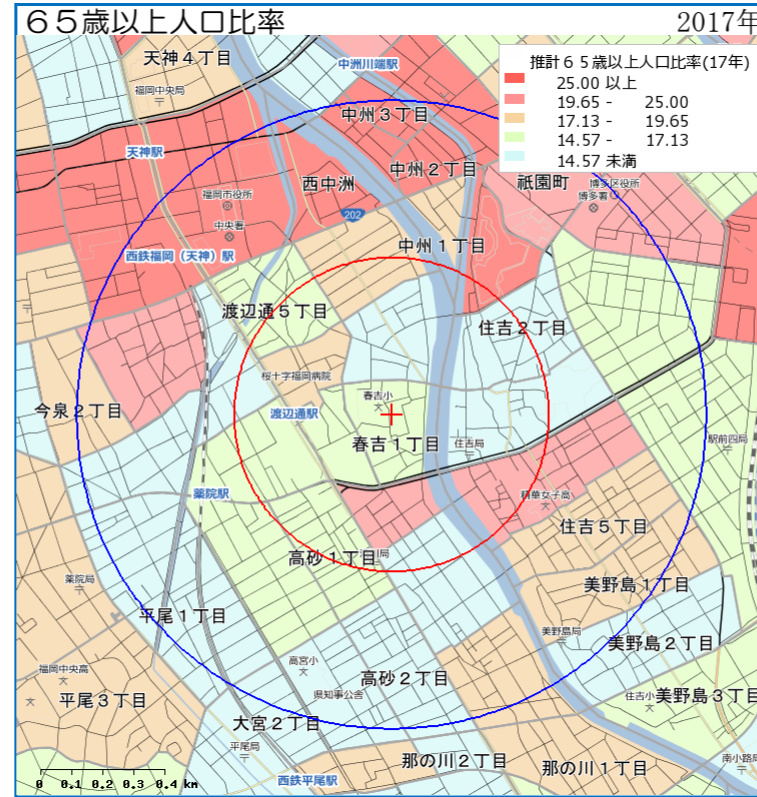 ６５歳以上人口比率
2017年
推計６５歳以上人口比率(17年)
25.00 以上
19.65 - 25.00
17.13 - 19.65
14.57 - 17.13
14.57 未満
天神４丁目
福岡中央局
中洲川端駅
中州３丁目
天神駅
中州２丁目
西中洲
祇園町
博多区役所
博多署
福岡市役所
中央署
202
西鉄福岡（天神）駅
中州１丁目
渡辺通５丁目
住吉２丁目
桜十字福岡病院
春吉小
今泉２丁目
渡辺通駅
春吉１丁目
住吉局
駅前四局
薬院駅
精華女子高
住吉５丁目
高砂１丁目
薬院局
美野島１丁目
平尾１丁目
美野島局
美野島２丁目
高宮小
福岡中央高
高砂２丁目
県知事公舎
住吉小
美野島３丁目
平尾３丁目
大宮２丁目
平尾局
那の川２丁目
那の川１丁目
南小路局
西鉄平尾駅
0 0.1 0.2 0.3 0.4 km